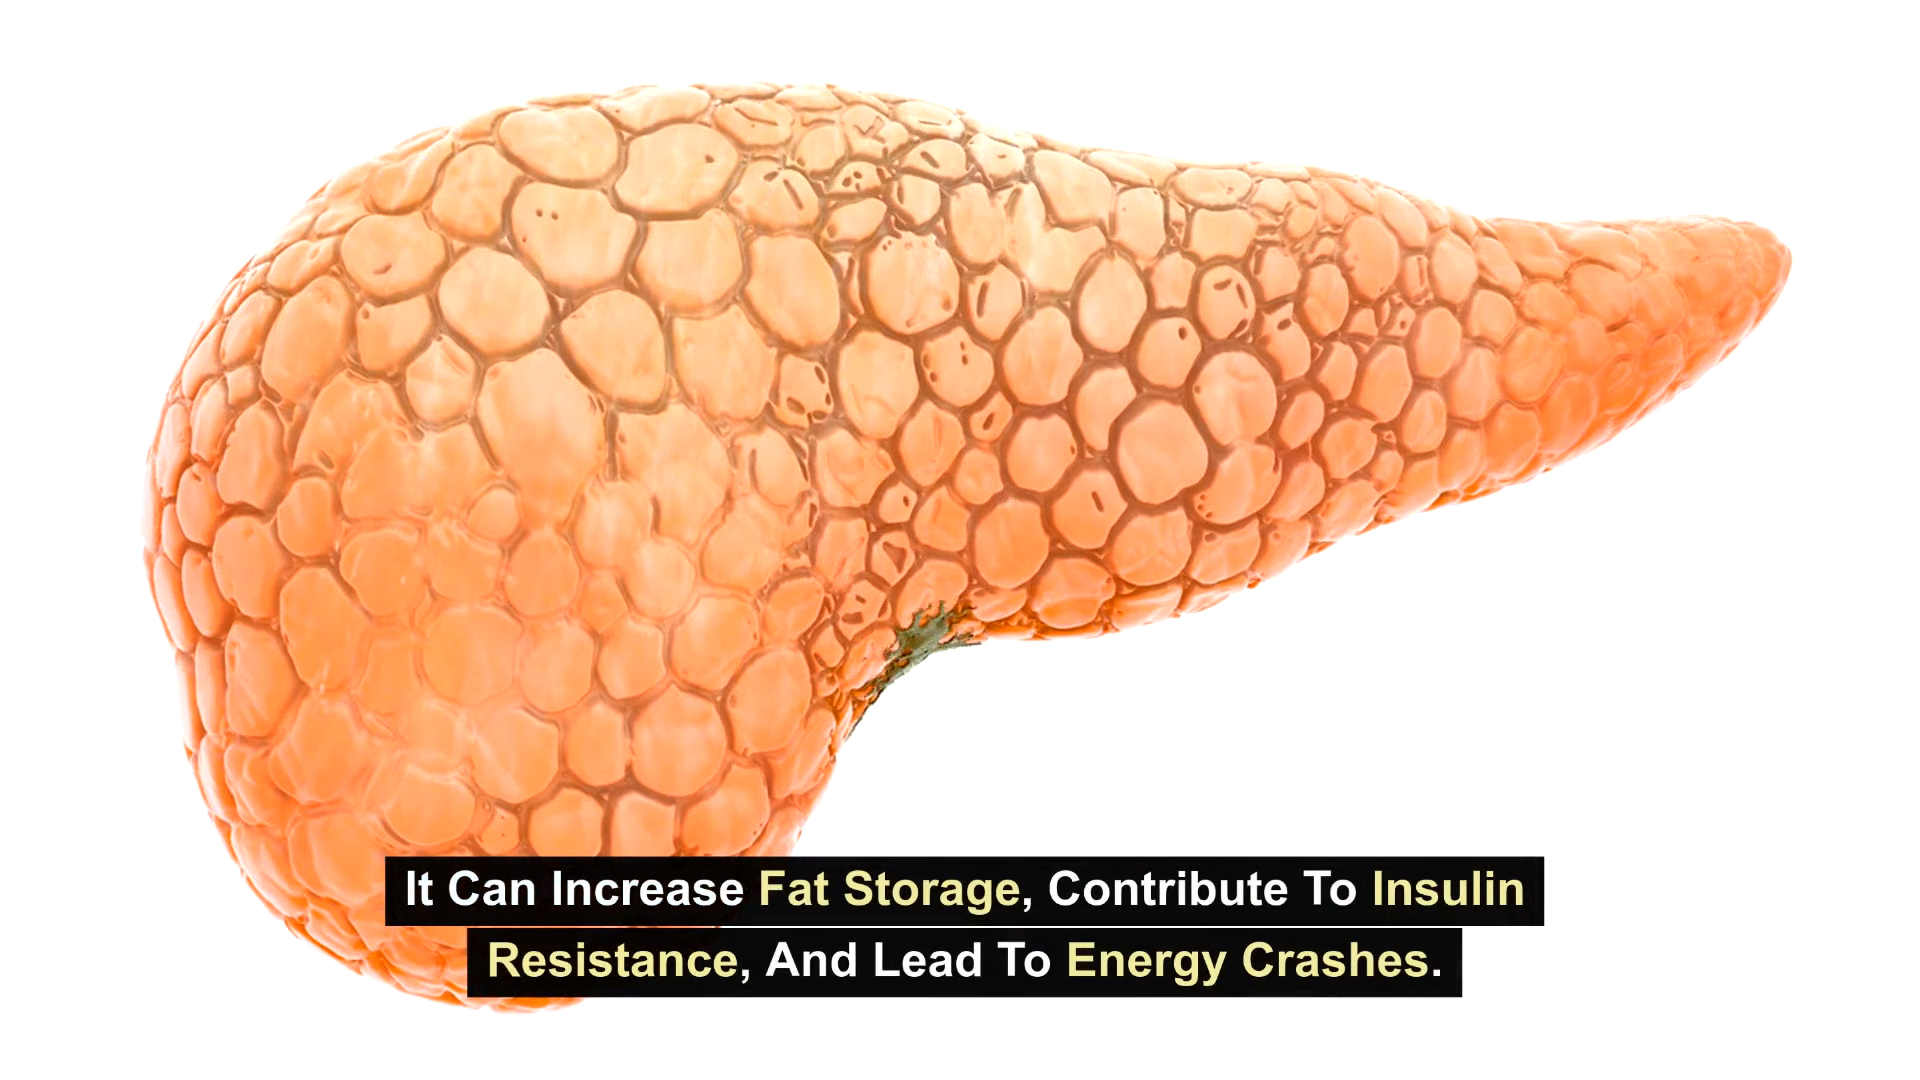 It Can Increase Fat Storage, Contribute To Insulin
Resistance, And Lead To Energy Crashes.